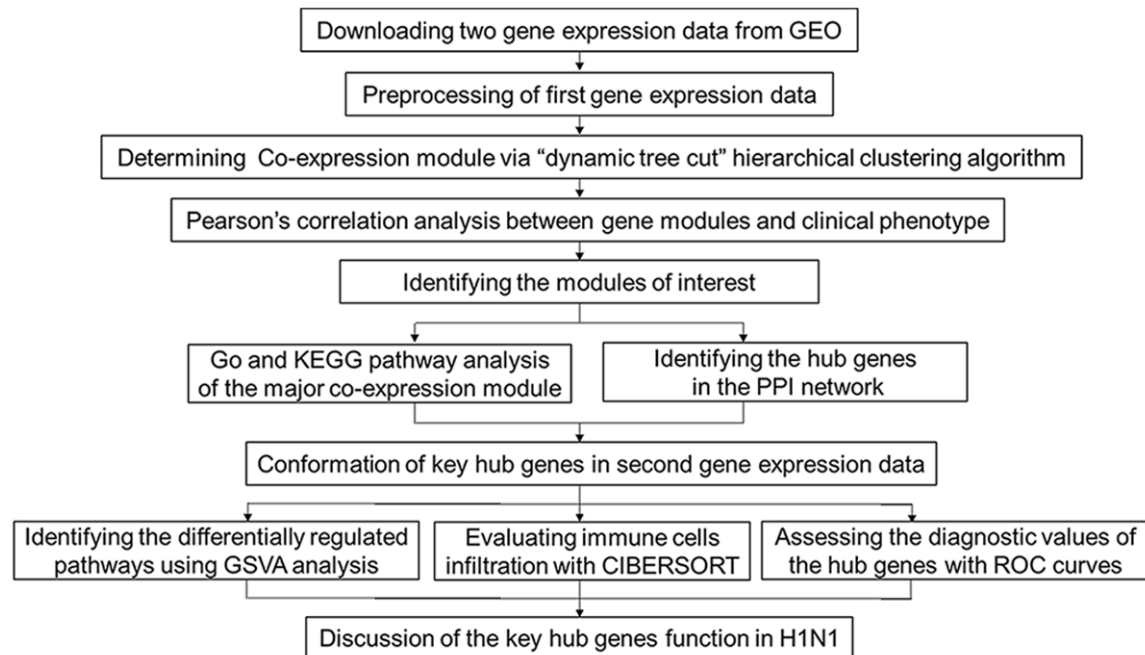 Downloading two gene expression data from GEO
Preprocessing of first gene expression data
Determining Co-expression module via “dynamic tree cut” hierarchical clustering algorithm
Pearson’s correlation analysis between gene modules and clinical phenotype
Identifying the modules of interest
Go and KEGG pathway analysis
of the major co-expression module
Identifying the hub genes
in the PPI network
Conformation of key hub genes in second gene expression data
Identifying the differentially regulated
pathways using GSVA analysis
Evaluating immune cells
infiltration with CIBERSORT
Assessing the diagnostic values of
the hub genes with ROC curves
Discussion of the key hub genes function in H1N1